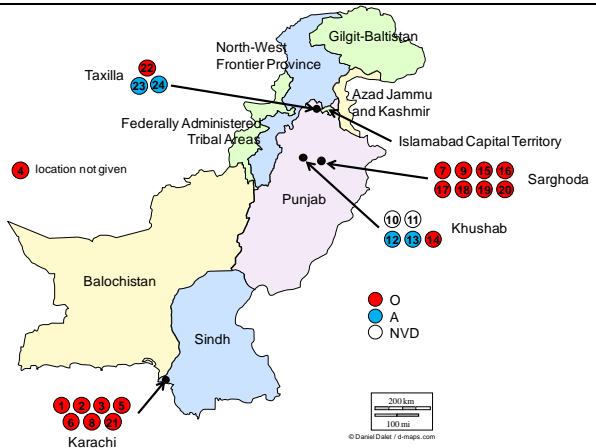 Gilgit-Baltistan
North-West
Frontier Province
Taxilla
22
23 24
Azad Jammu
and Kashmir
Federally Administered
Tribal Areas
Islamabad Capital Territory
4 location not given
7 9 15 16
17 18 19 20
Sarghoda
Punjab
10 11
12 13 14
Khushab
Balochistan
O
A
NVD
Sindh
1 2 3 5
6 8 21
Karachi
200 km
100 mi
© Daniel Dalet / d-maps.com